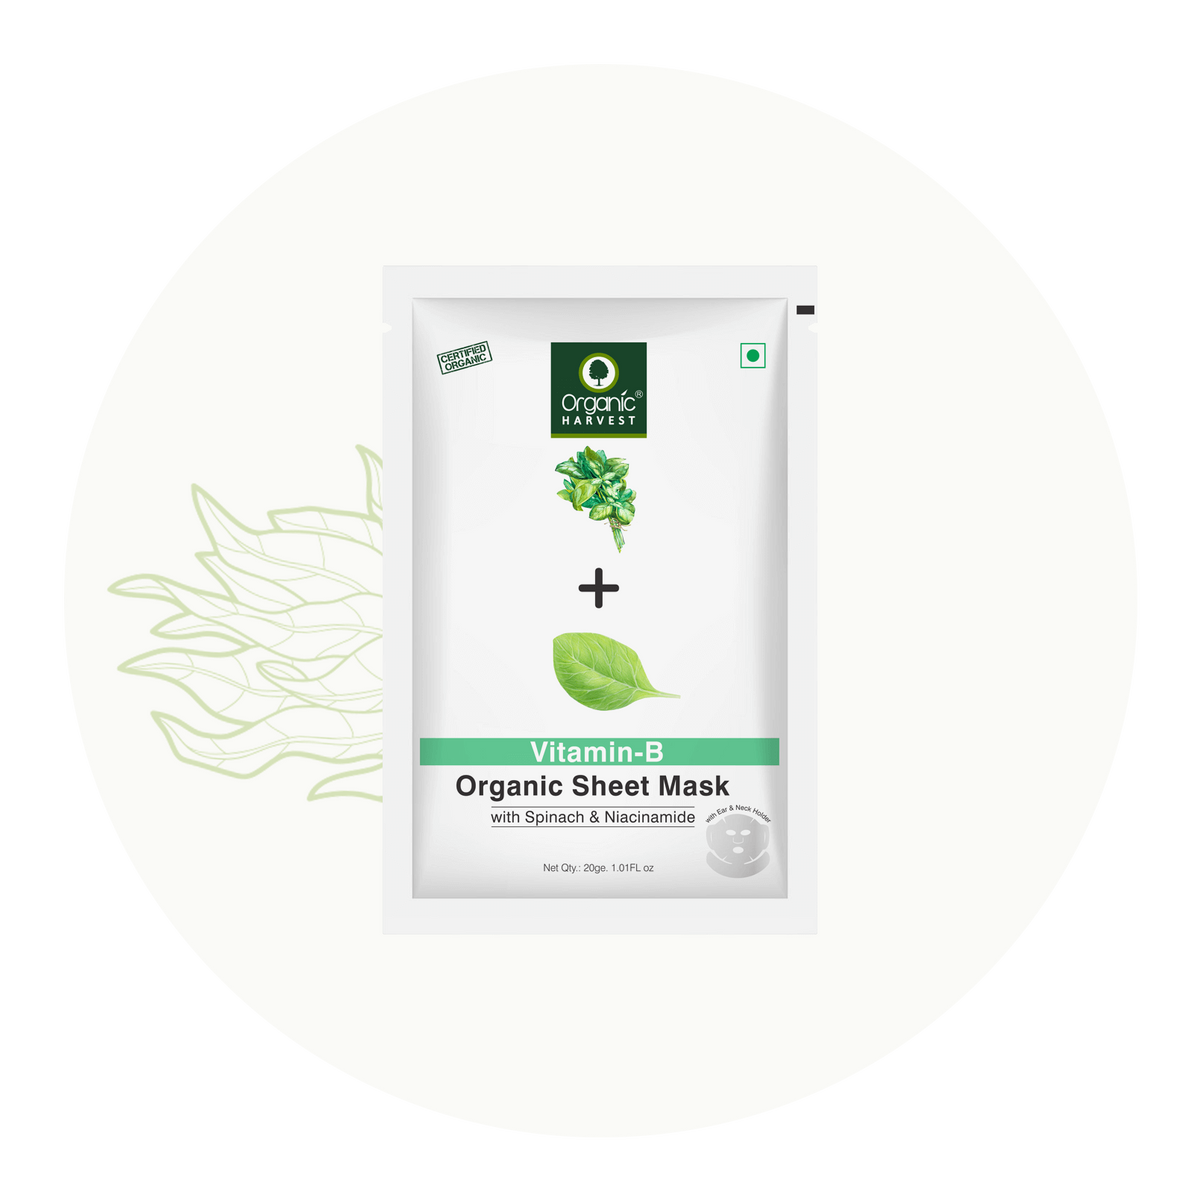 CERTIFIED
ORGANIC
Organic®
HARVEST
Vitamin-B
Organic Sheet Mask
with Spinach & Niacinamide
with Ear & Neck Holder
Net Qty.: 20ge. 1.01FL oz